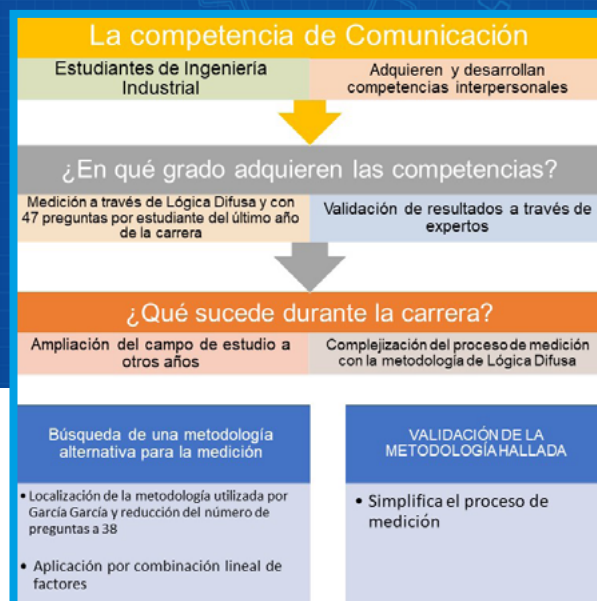 La competencia de Comunicación
Estudiantes de Ingeniería
Industrial
Adquieren y desarrollan
competencias interpersonales
¿En qué grado adquieren las competencias?
Medición a través de Lógica Difusa y con
47 preguntas por estudiante del último año
de la carrera
Validación de resultados a través de
expertos
¿Qué sucede durante la carrera?
Ampliación del campo de estudio a
otros años
Complejización del proceso de medición
con la metodología de Lógica Difusa
Búsqueda de una metodología
alternativa para la medición
• Localización de la metodología utilizada por
García García y reducción del número de
preguntas a 38
• Aplicación por combinación lineal de
factores
VALIDACIÓN DE LA
METODOLOGÍA HALLADA
• Simplifica el proceso de
medición